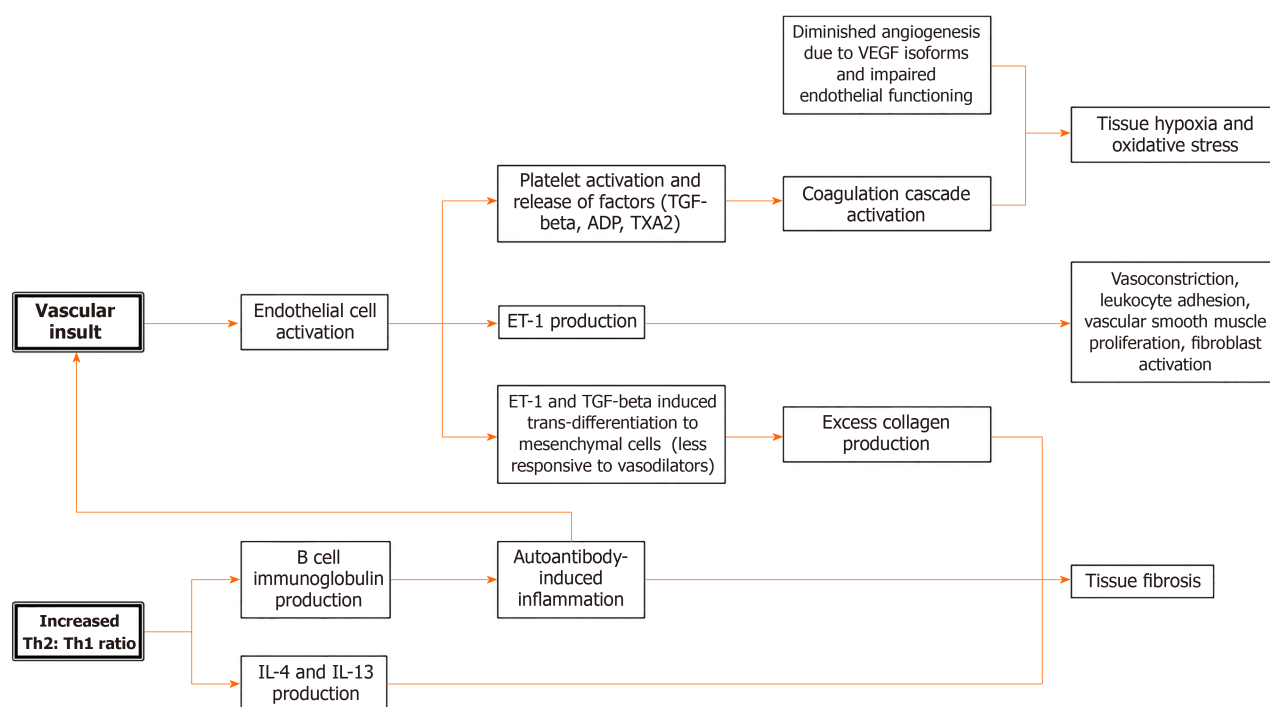 Diminished angiogenesis
due to VEGF isoforms
and impaired
endothelial functioning
Tissue hypoxia and
oxidative stress
Platelet activation and
release of factors (TGF-
beta, ADP, TXA2)
Coagulation cascade
activation
Vascular
insult
Endothelial cell
activation
ET-1 production
Vasoconstriction,
leukocyte adhesion,
vascular smooth muscle
proliferation, fibroblast
activation
ET-1 and TGF-beta induced
trans-differentiation to
mesenchymal cells (less
responsive to vasodilators)
Excess collagen
production
B cell
immunoglobulin
production
Autoantibody-
induced
inflammation
Tissue fibrosis
Increased
Th2: Th1 ratio
IL-4 and IL-13
production